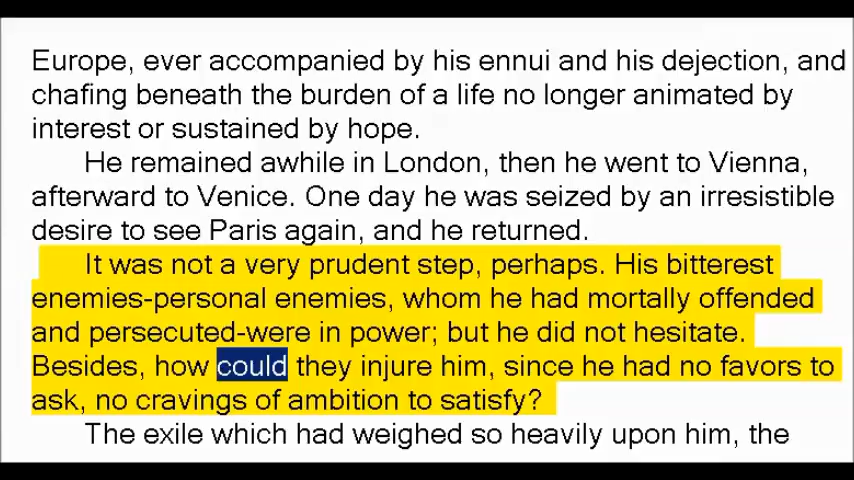 Europe, ever accompanied by his ennui and his dejection, and
chafing beneath the burden of a life no longer animated by
interest or sustained by hope.
He remained awhile in London, then he went to Vienna,
afterward to Venice. One day he was seized by an irresistible
desire to see Paris again, and he returned.
It was not a very prudent step, perhaps. His bitterest
enemies-personal enemies, whom he had mortally offended
and persecuted-were in power; but he did not hesitate.
Besides, how could they injure him, since he had no favors to
ask, no cravings of ambition to satisfy?
The exile which had weighed so heavily upon him, the